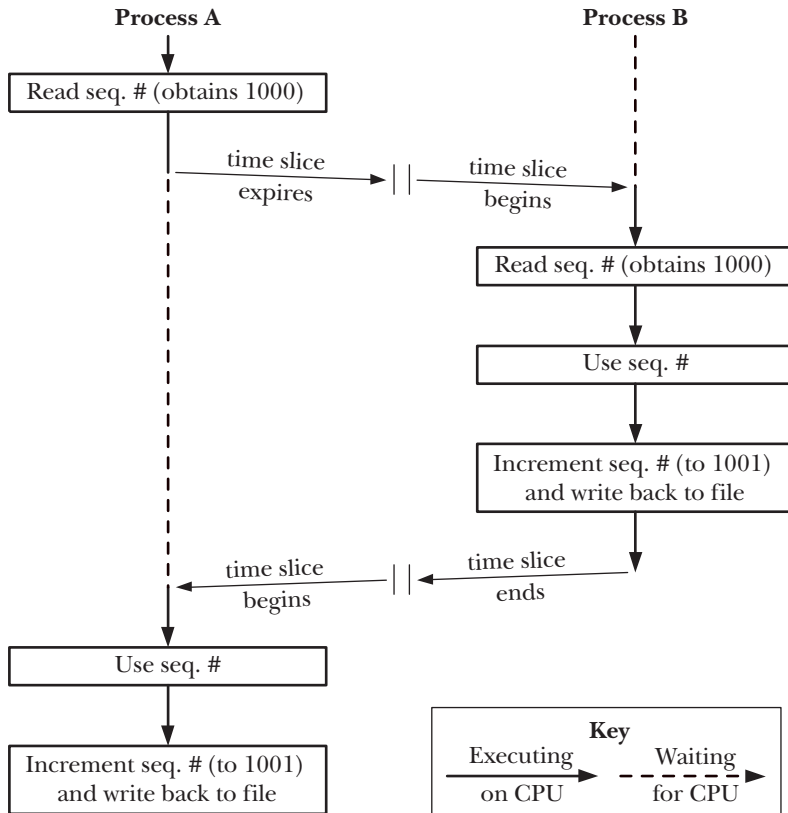 Process A
Process B
Read seq. # (obtains 1000)
time slice
expires
time slice
begins
Read seq. # (obtains 1000)
Use seq. #
Increment seq. # (to 1001)
and write back to file
time slice
begins
time slice
ends
Use seq. #
Increment seq. # (to 1001)
and write back to file
Key
Executing
on CPU
Waiting
for CPU